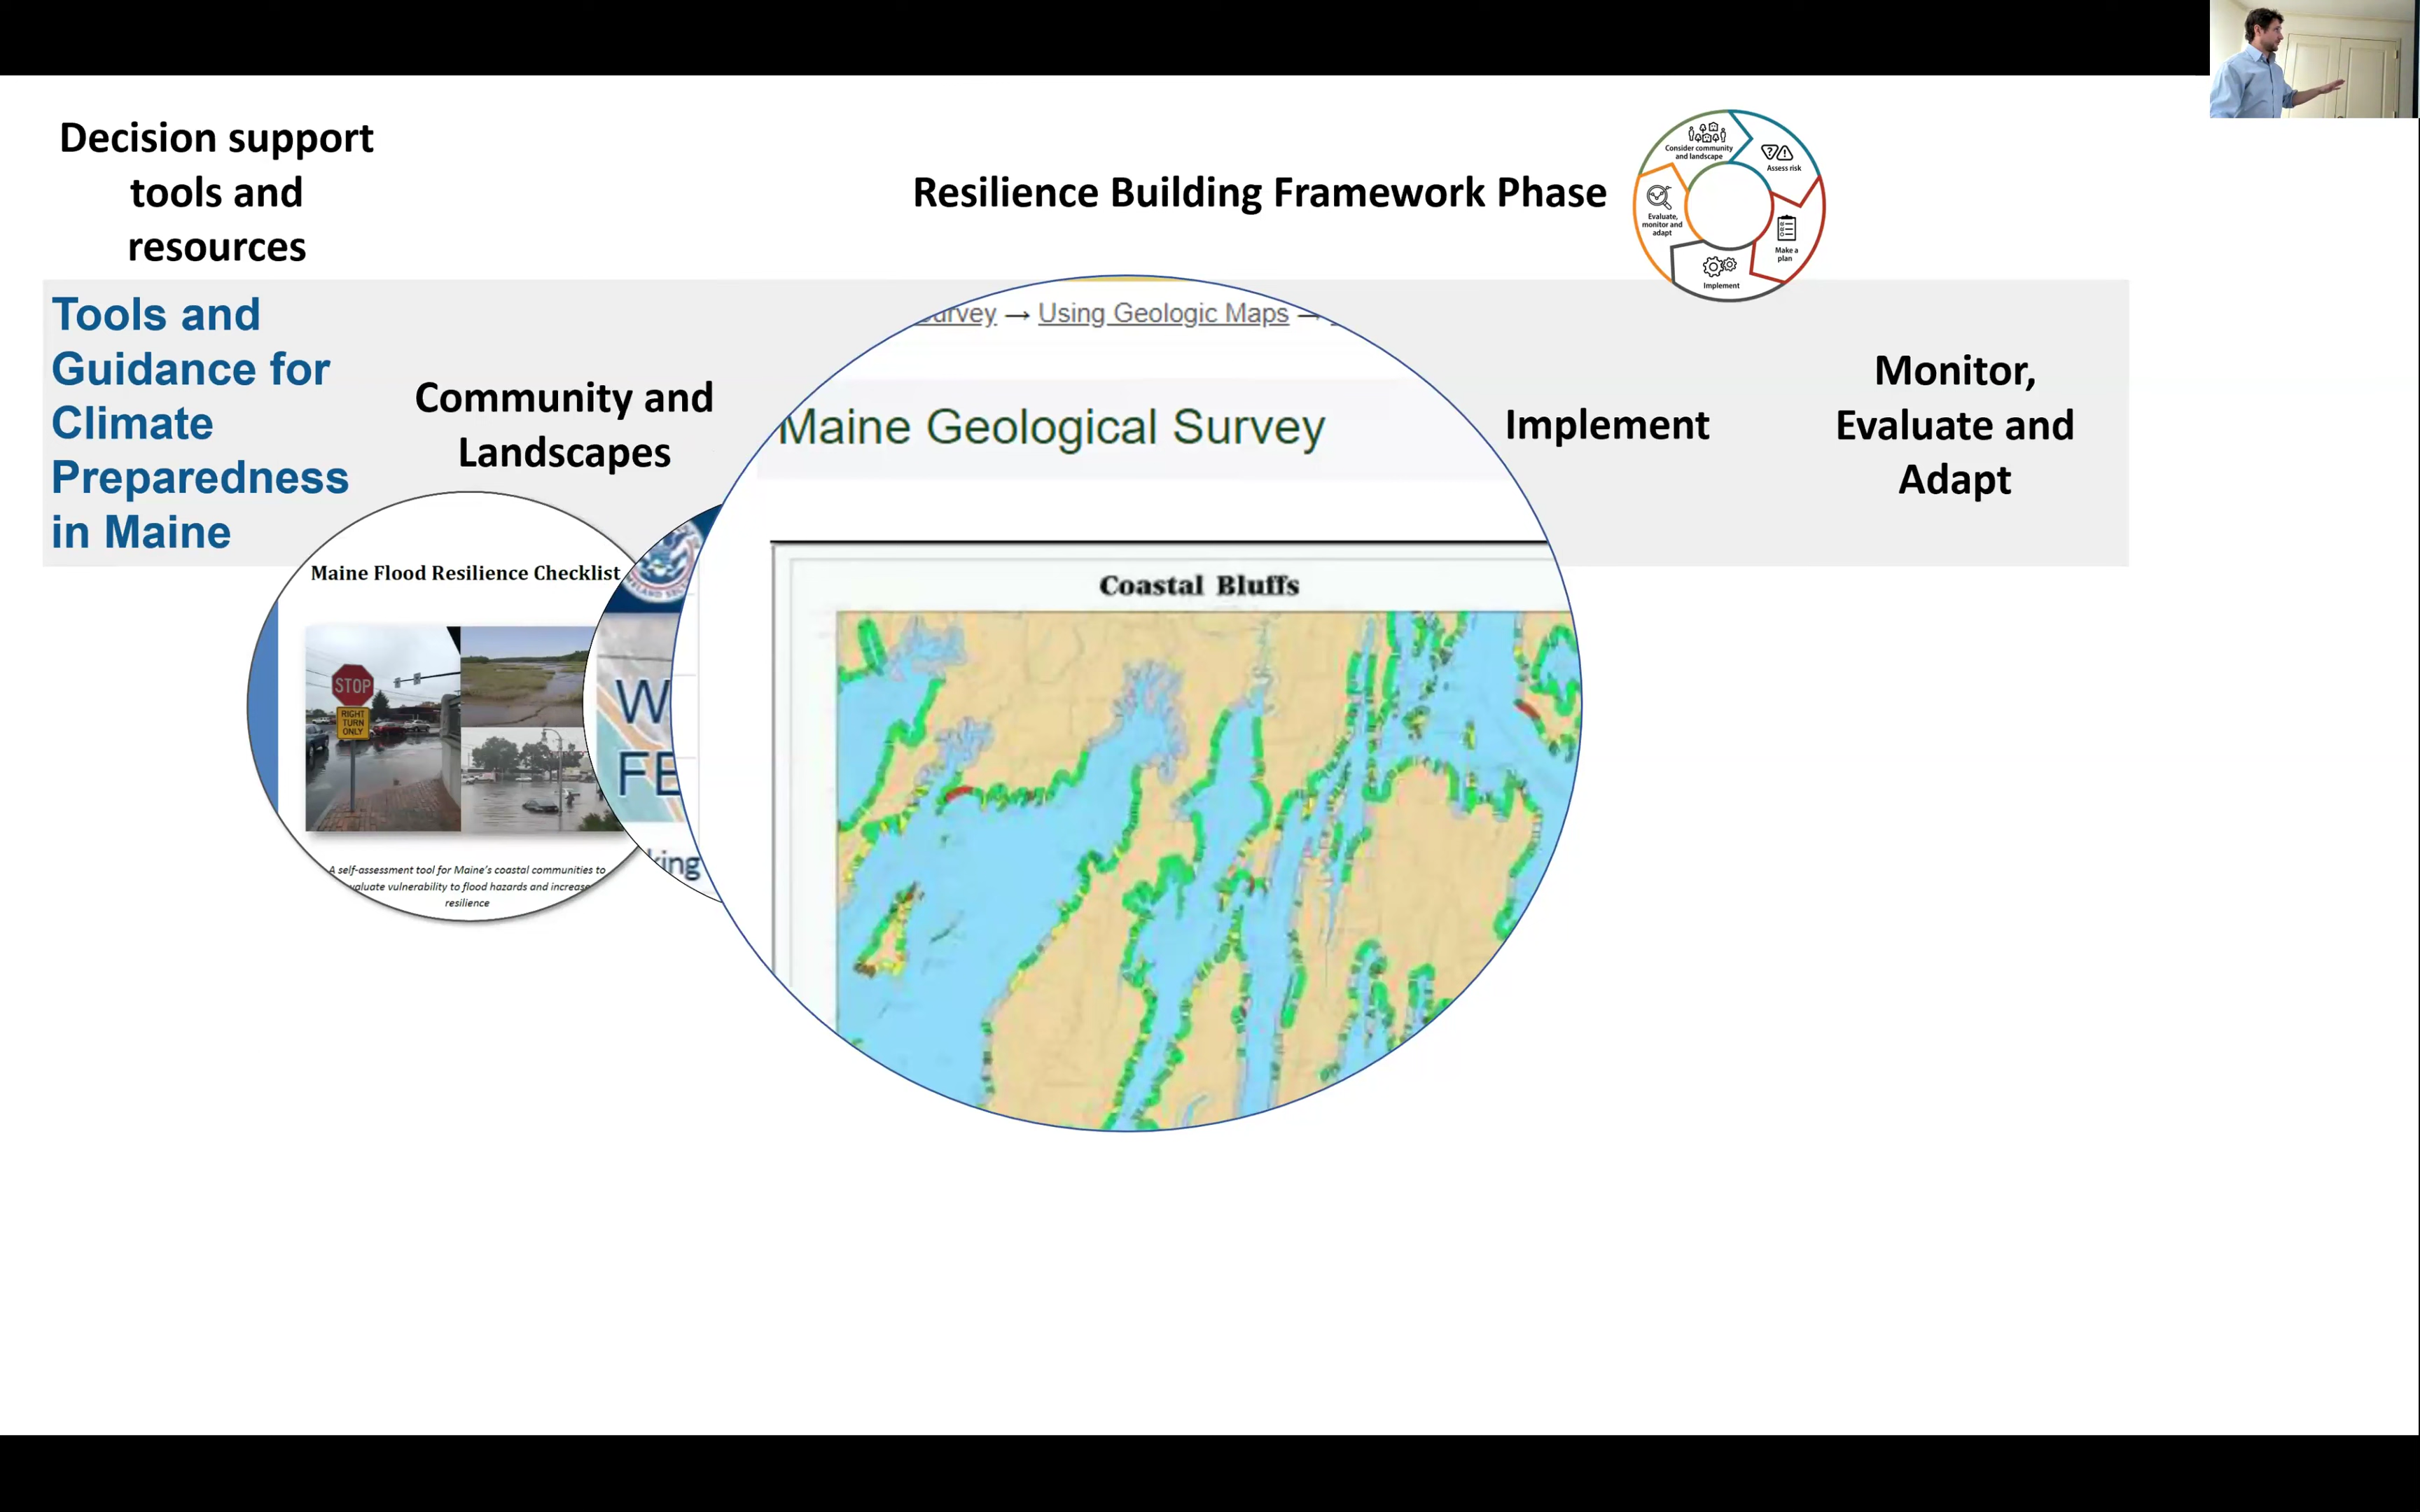 Decision support
tools and
resources
Resilience Building Framework Phase
Consider community
and landscape
Assess risk
Make a
plan
Implement
Evaluate,
monitor and
adapt
Tools and
Guidance for
Climate
Preparedness
in Maine
Community and
Landscapes
Implement
Monitor,
Evaluate and
Adapt
Using Geologic Maps →
Maine Geological Survey
Coastal Bluffs
Maine Flood Resilience Checklist
STOP
RIGHT
TURN
ONLY
A self-assessment tool for Maine's coastal communities to
evaluate vulnerability to flood hazards and increase
resilience